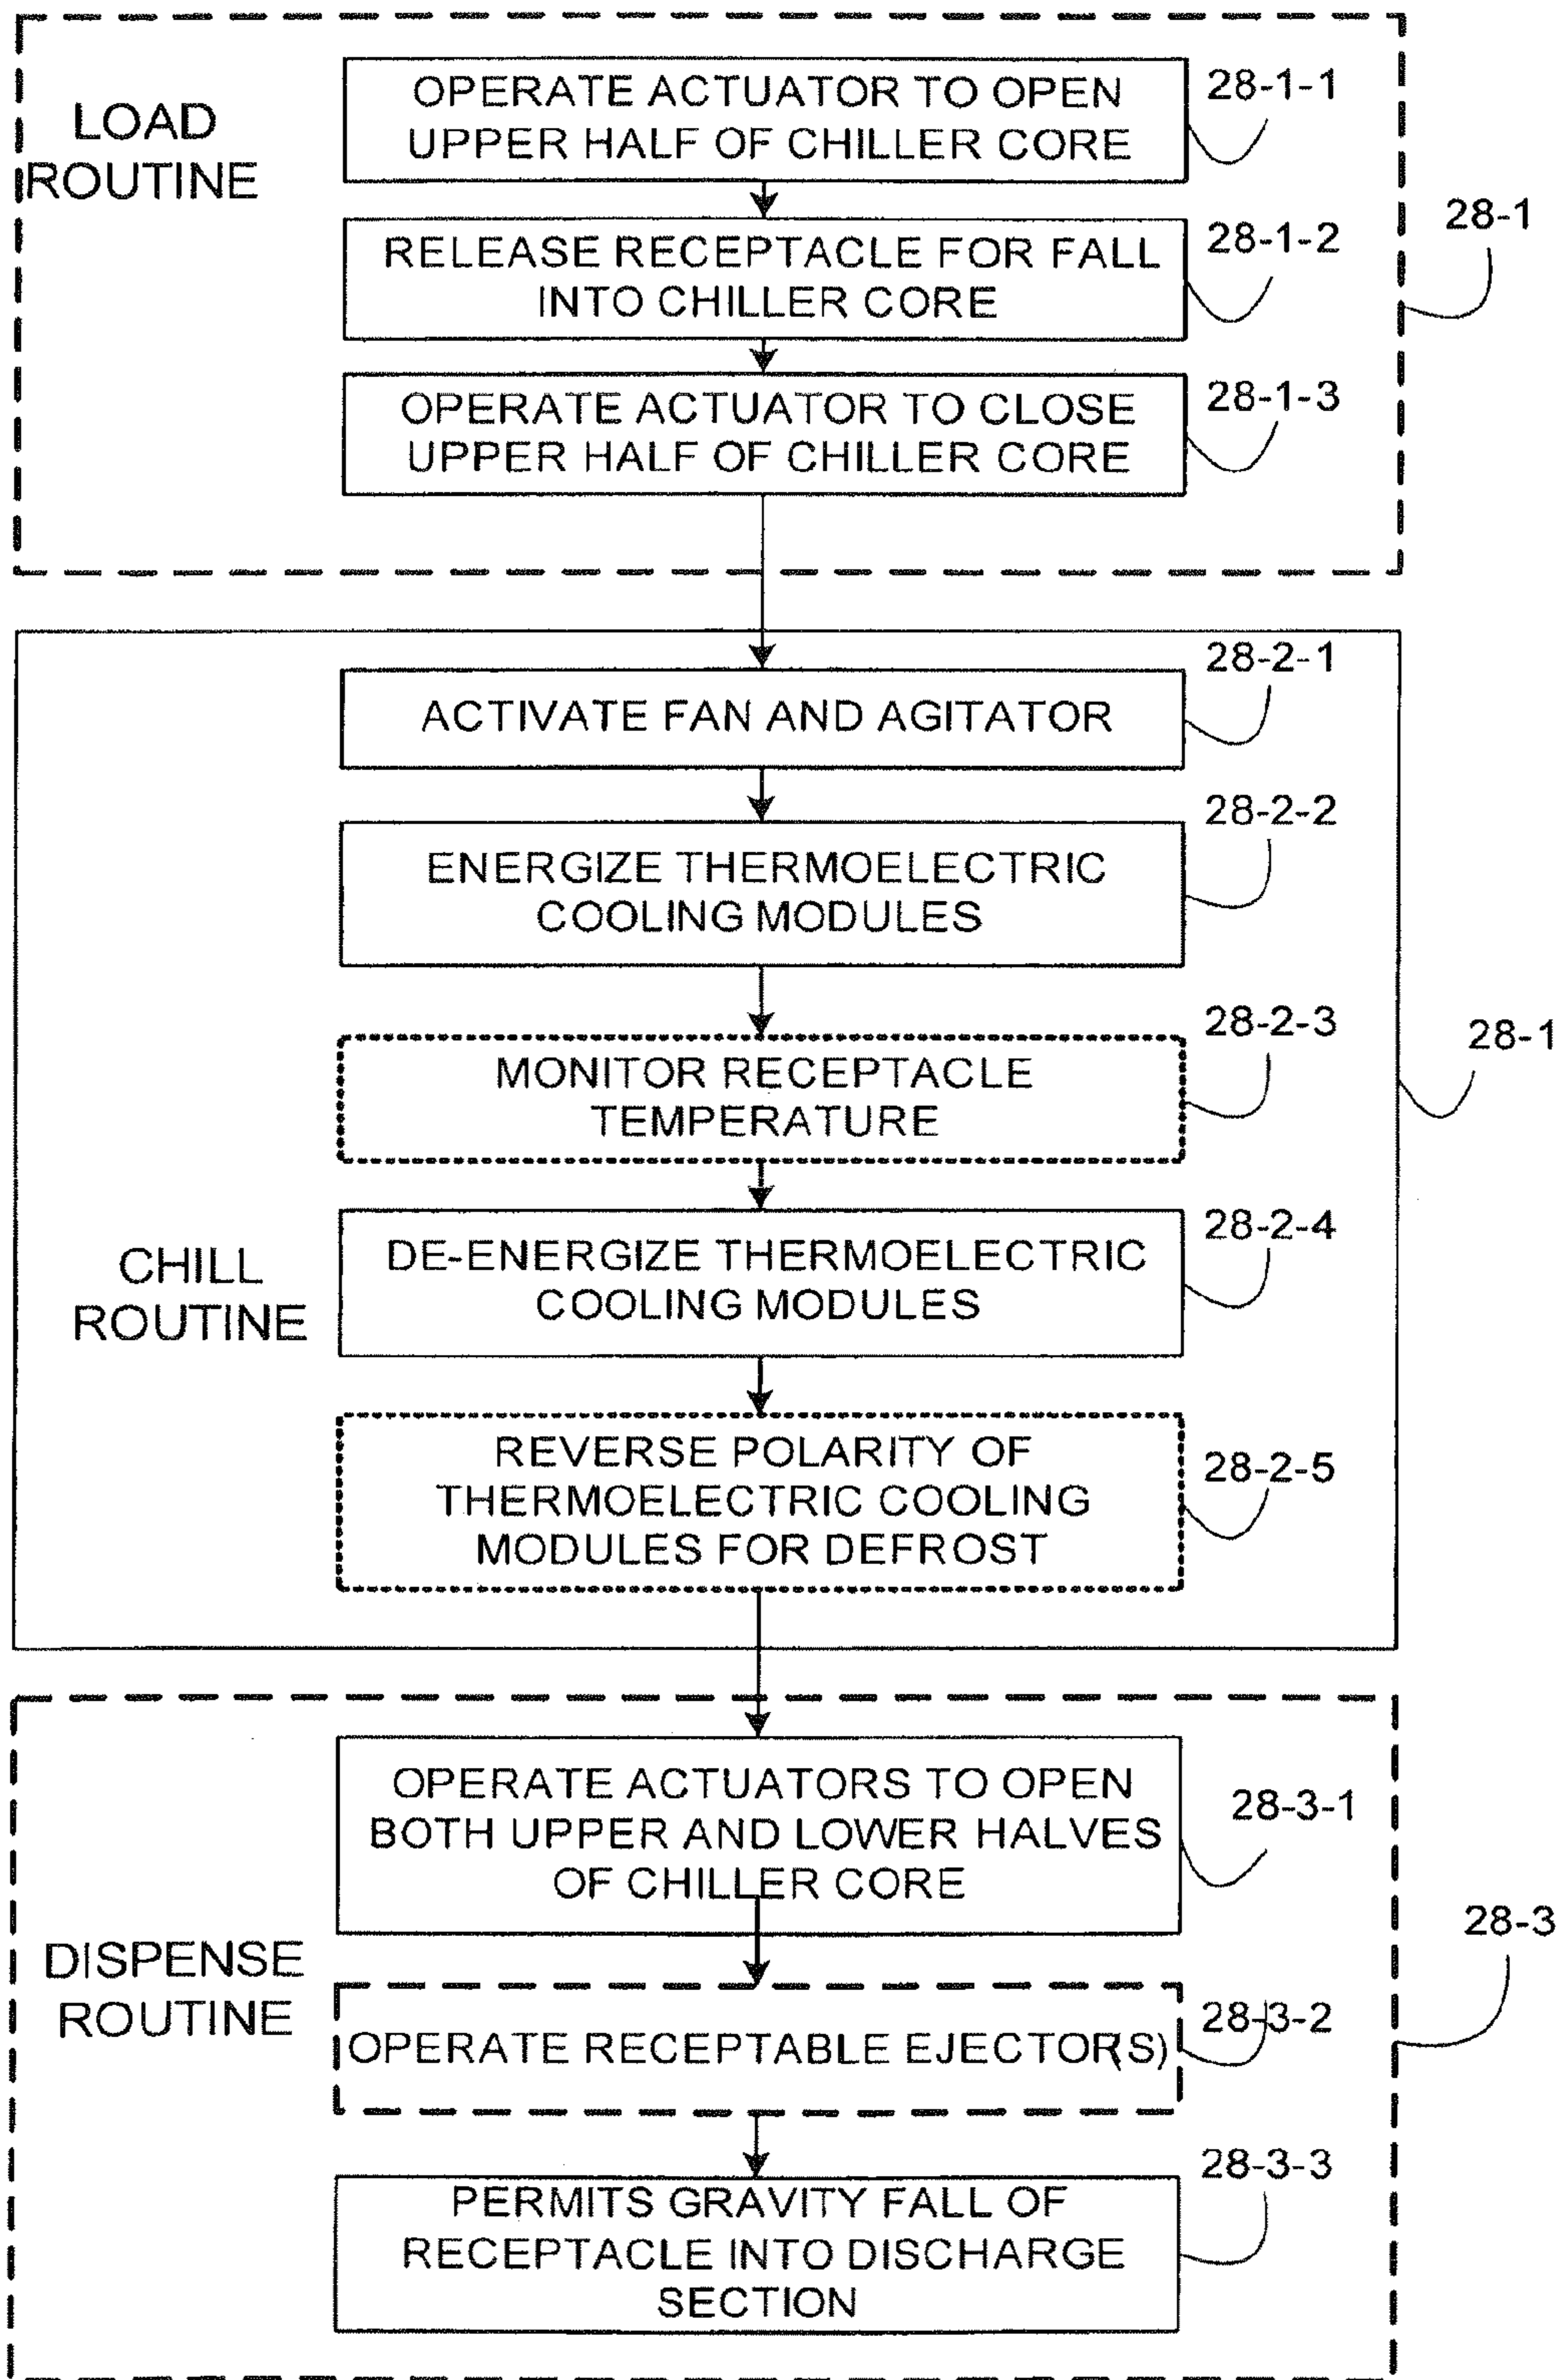 LOAD
ROUTINE
OPERATE ACTUATOR TO OPEN
UPPER HALF OF CHILLER CORE
28-1-1
RELEASE RECEPTACLE FOR FALL
INTO CHILLER CORE
28-1-2
28-1
OPERATE ACTUATOR TO CLOSE
UPPER HALF OF CHILLER CORE
28-1-3
ACTIVATE FAN AND AGITATOR
28-2-1
ENERGIZE THERMOELECTRIC
COOLING MODULES
28-2-2
MONITOR RECEPTACLE
TEMPERATURE
28-2-3
28-1
CHILL
ROUTINE
DE-ENERGIZE THERMOELECTRIC
COOLING MODULES
28-2-4
REVERSE POLARITY OF
THERMOELECTRIC COOLING
MODULES FOR DEFROST
28-2-5
OPERATE ACTUATORS TO OPEN
BOTH UPPER AND LOWER HALVES
OF CHILLER CORE
28-3-1
DISPENSE
ROUTINE
28-3
OPERATE RECEPTABLE EJECTOR(S)
28-3-2
PERMITS GRAVITY FALL OF
RECEPTACLE INTO DISCHARGE
SECTION
28-3-3